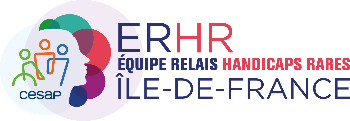 ERHR
ÉQUIPE RELAIS HANDICAPS RARES
ÎLE-DE-FRANCE
cesap